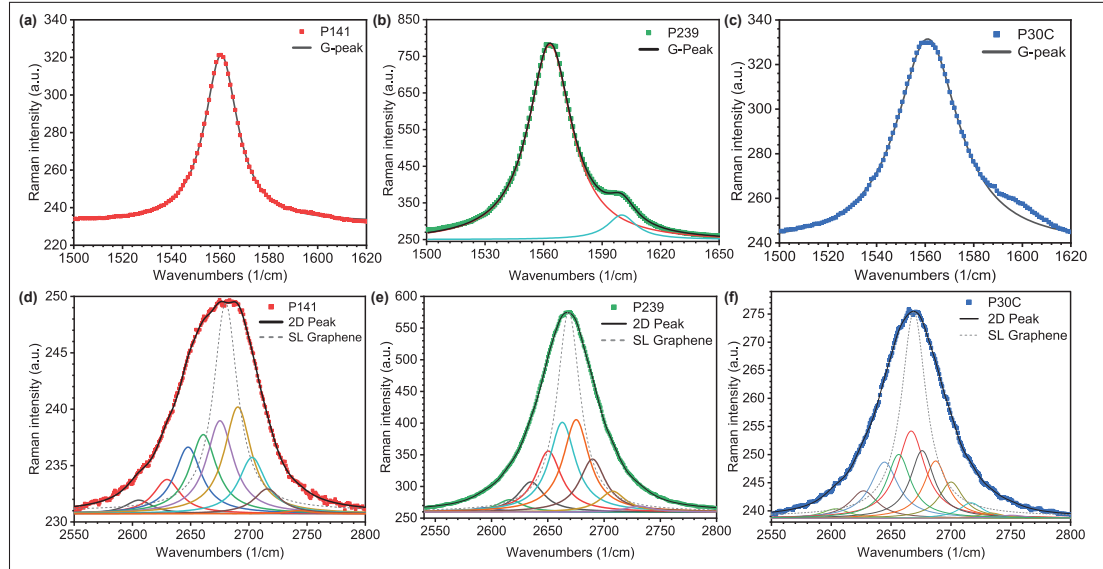 (a)
P141
G-peak
Raman intensity (a.u.)
340
320
300
280
260
240
220
1500 1520 1540 1560 1580 1600 1620
Wavenumbers (1/cm)
(b)
P239
G-Peak
Raman intensity (a.u.)
850
750
650
550
450
350
250
1500 1530 1560 1590 1620 1650
Wavenumbers (1/cm)
(c)
P30C
G-peak
Raman intensity (a.u.)
340
320
300
280
260
240
1500 1520 1540 1560 1580 1600 1620
Wavenumbers (1/cm)
(d)
P141
2D Peak
SL Graphene
Raman intensity (a.u.)
250
245
240
235
230
2550 2600 2650 2700 2750 2800
Wavenumbers (1/cm)
(e)
P239
2D Peak
SL Graphene
Raman intensity (a.u.)
600
550
500
450
400
350
300
250
2550 2600 2650 2700 2750 2800
Wavenumbers (1/cm)
(f)
P30C
2D Peak
SL Graphene
Raman intensity (a.u.)
275
268
261
254
247
240
2550 2600 2650 2700 2750 2800
Wavenumbers (1/cm)